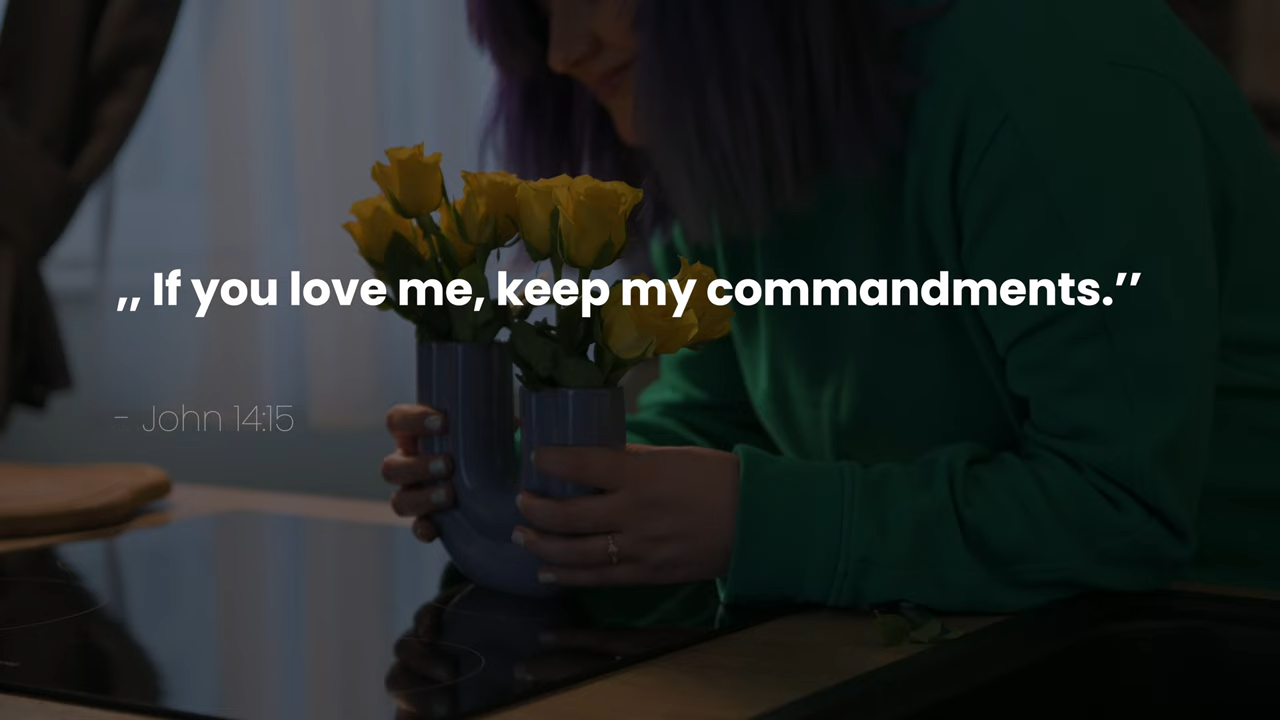 ,, If you love me, keep my commandments.’’
- John 14:15